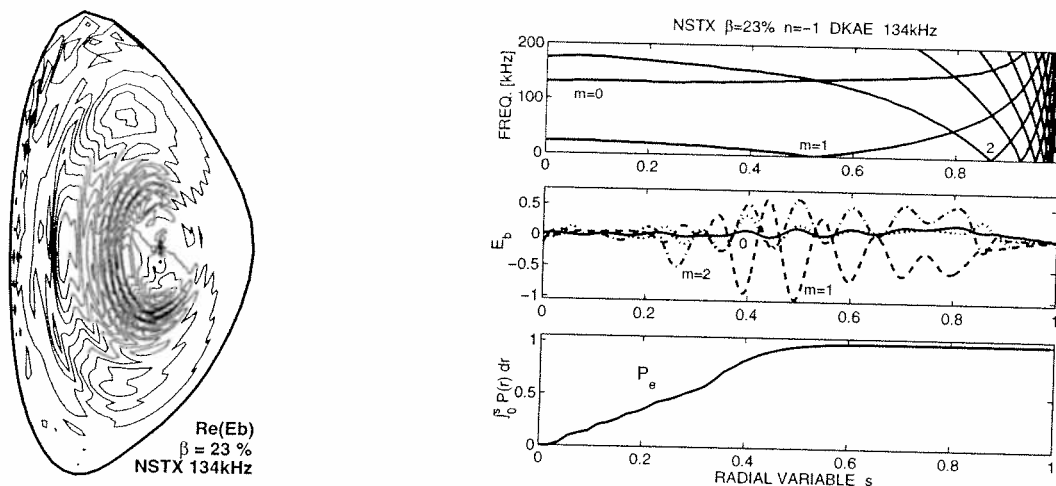 Re(Eb)
β = 23 %
NSTX 134kHz
NSTX β=23% n=−1 DKAE 134kHz
FREQ. [kHz]
200
100
0
m=0
m=1
2
0 0.2 0.4 0.6 0.8 1
E_b
0.5
0
−0.5
−1
0
m=2
m=1
0 0.2 0.4 0.6 0.8 1
∫₀ˢ P(r) dr
1
0.5
0
P_e
0 0.2 0.4 0.6 0.8 1
RADIAL VARIABLE s